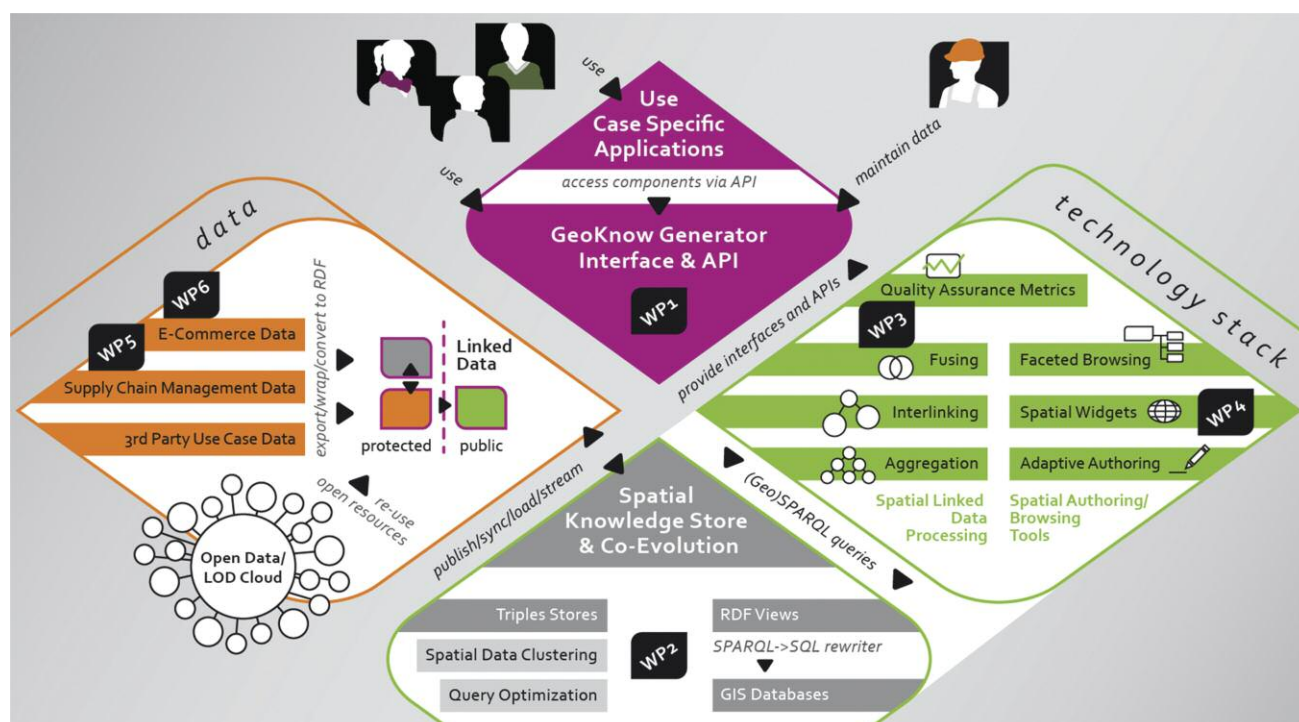 use
Use
Case Specific
Applications
access components via API
use
maintain data
GeoKnow Generator
Interface & API
WP1
data
WP6
WP5
E-Commerce Data
Supply Chain Management Data
3rd Party Use Case Data
export/wrap/convert to RDF
Linked
Data
protected
public
re-use
open resources
Open Data/
LOD Cloud
publish/sync/load/stream
provide interfaces and APIs
technology stack
Quality Assurance Metrics
WP3
Fusing
Faceted Browsing
Interlinking
Spatial Widgets
WP4
Aggregation
Adaptive Authoring
Spatial Linked
Data
Processing
Spatial Authoring/
Browsing
Tools
(Geo)SPARQL queries
Spatial
Knowledge Store
& Co-Evolution
Triples Stores
RDF Views
Spatial Data Clustering
WP2
SPARQL->SQL rewriter
Query Optimization
GIS Databases